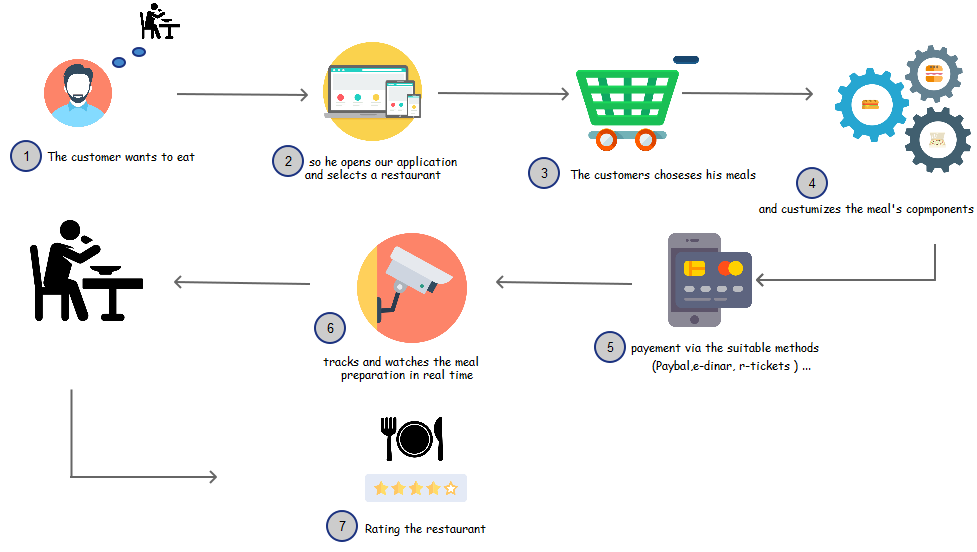 1 The customer wants to eat
2 so he opens our application
and selects a restaurant
3 The customers choseses his meals
4
and custumizes the meal's copmponents
5 payement via the suitable methods
(Paybal,e-dinar, r-tickets ) ...
6
tracks and watches the meal
preparation in real time
7 Rating the restaurant